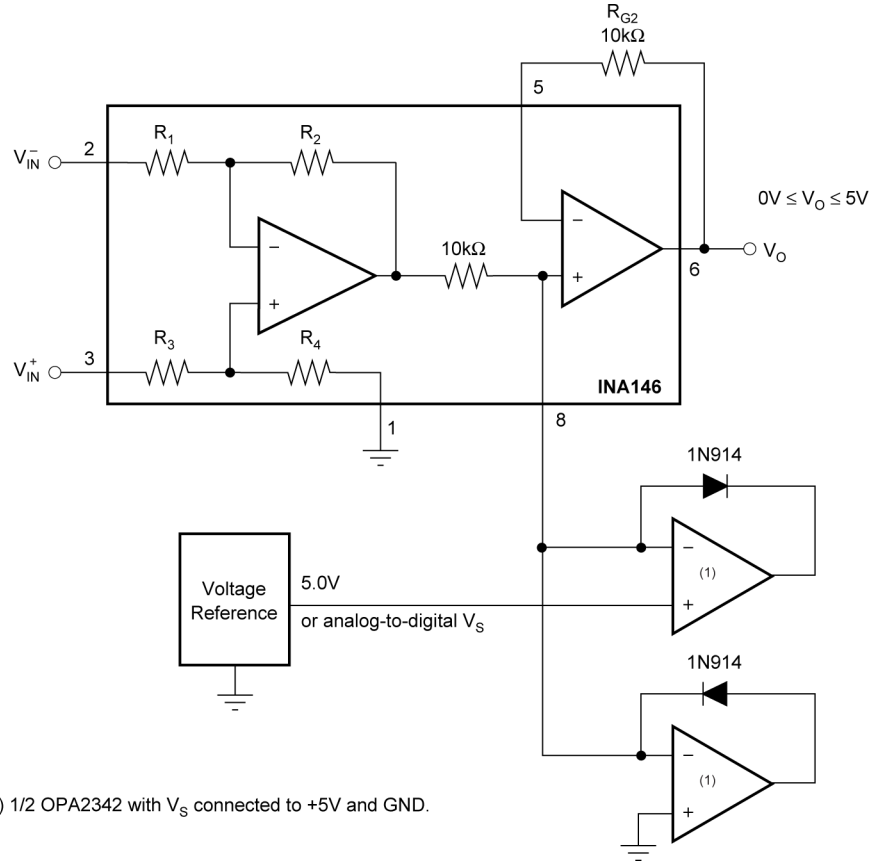 R_G2
10kΩ
5
R_1
R_2
2
V_IN^−
0V ≤ V_O ≤ 5V
−
−
10kΩ
V_O
6
+
+
R_3
R_4
3
V_IN^+
INA146
1
8
1N914
−
5.0V
(1)
Voltage
Reference
or analog-to-digital V_S
+
1N914
−
(1)
+
) 1/2 OPA2342 with V_S connected to +5V and GND.